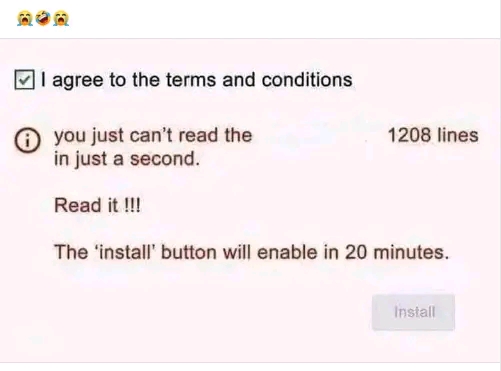 😭🤣😭
I agree to the terms and conditions
you just can't read the 1208 lines
in just a second.
Read it !!!
The 'install' button will enable in 20 minutes.
Install